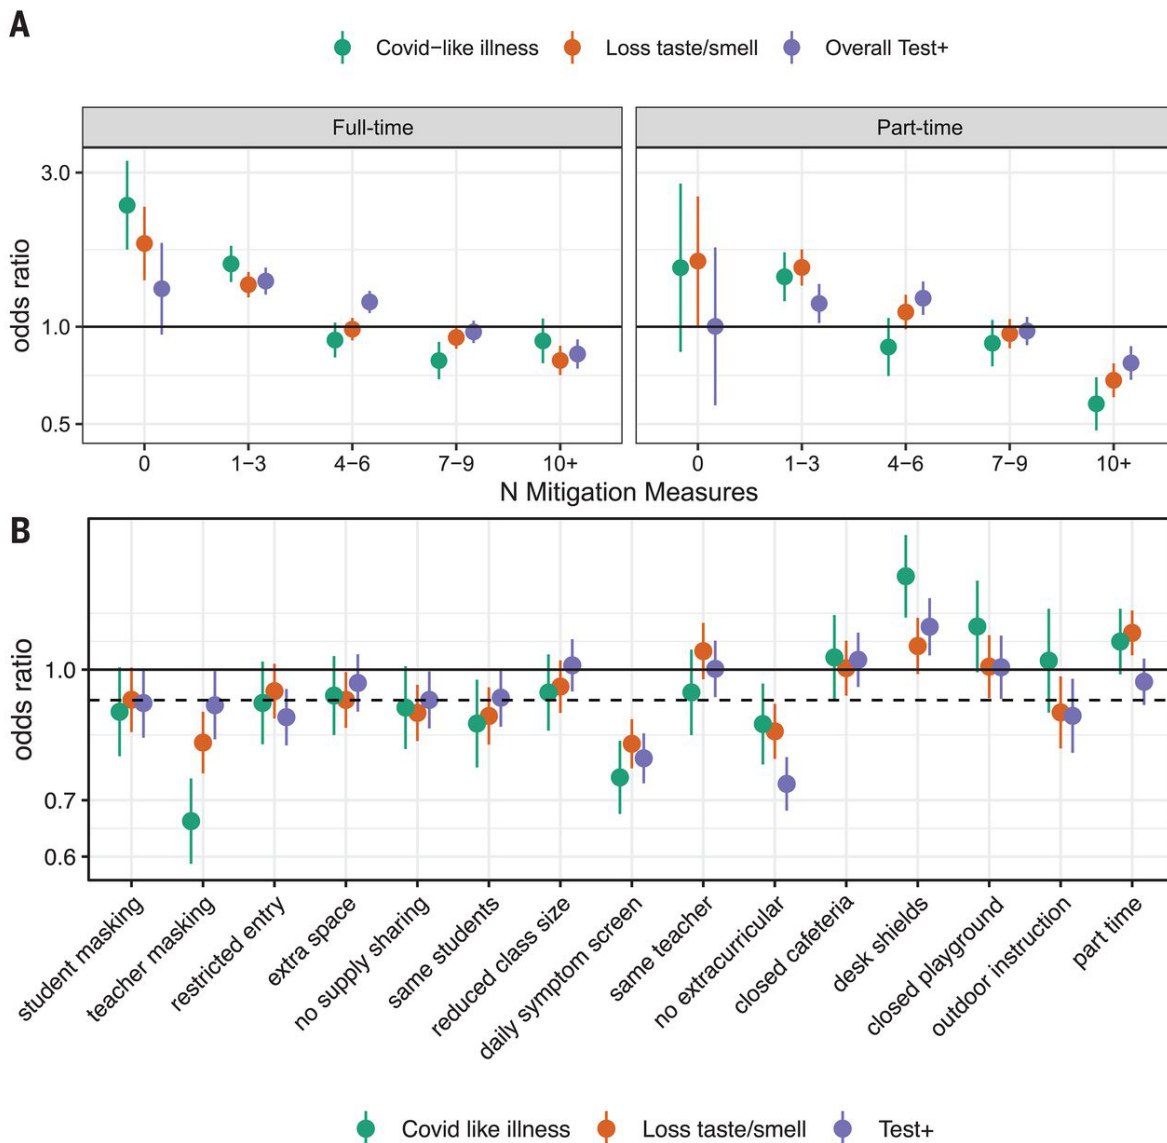 A
Covid−like illness Loss taste/smell Overall Test+
Full-time Part-time
3.0
1.0
0.5
odds ratio
0 1−3 4−6 7−9 10+ 0 1−3 4−6 7−9 10+
N Mitigation Measures
B
1.0
0.7
0.6
odds ratio
student masking
teacher masking
restricted entry
extra space
no supply sharing
same students
reduced class size
daily symptom screen
same teacher
no extracurricular
closed cafeteria
desk shields
closed playground
outdoor instruction
part time
Covid like illness Loss taste/smell Test+